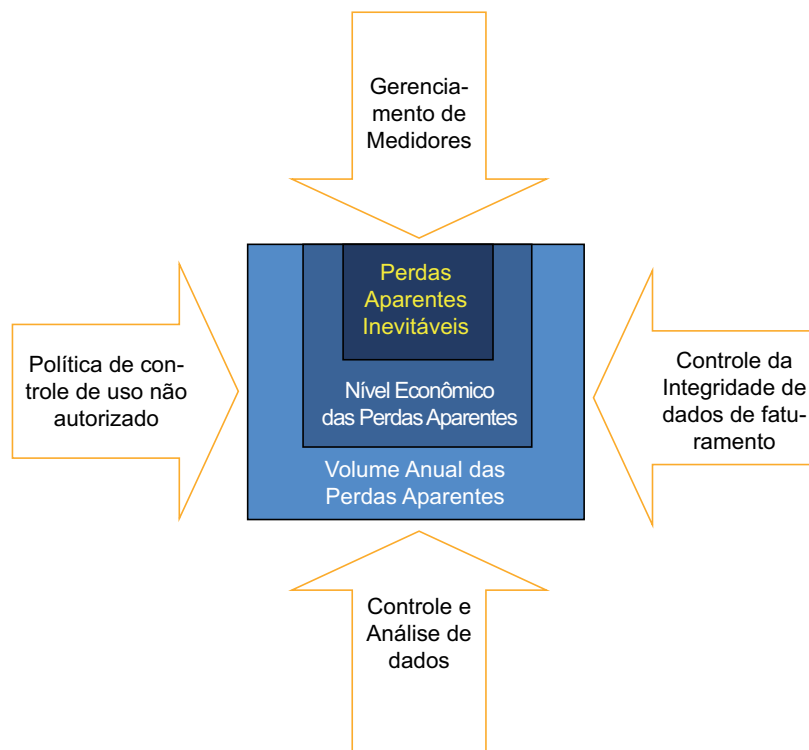 Gerencia-
mento de
Medidores
Perdas
Aparentes
Inevitáveis
Política de con-
trole de uso não
autorizado
Nível Econômico
das Perdas Aparentes
Controle da
Integridade de
dados de fatu-
ramento
Volume Anual das
Perdas Aparentes
Controle e
Análise de
dados